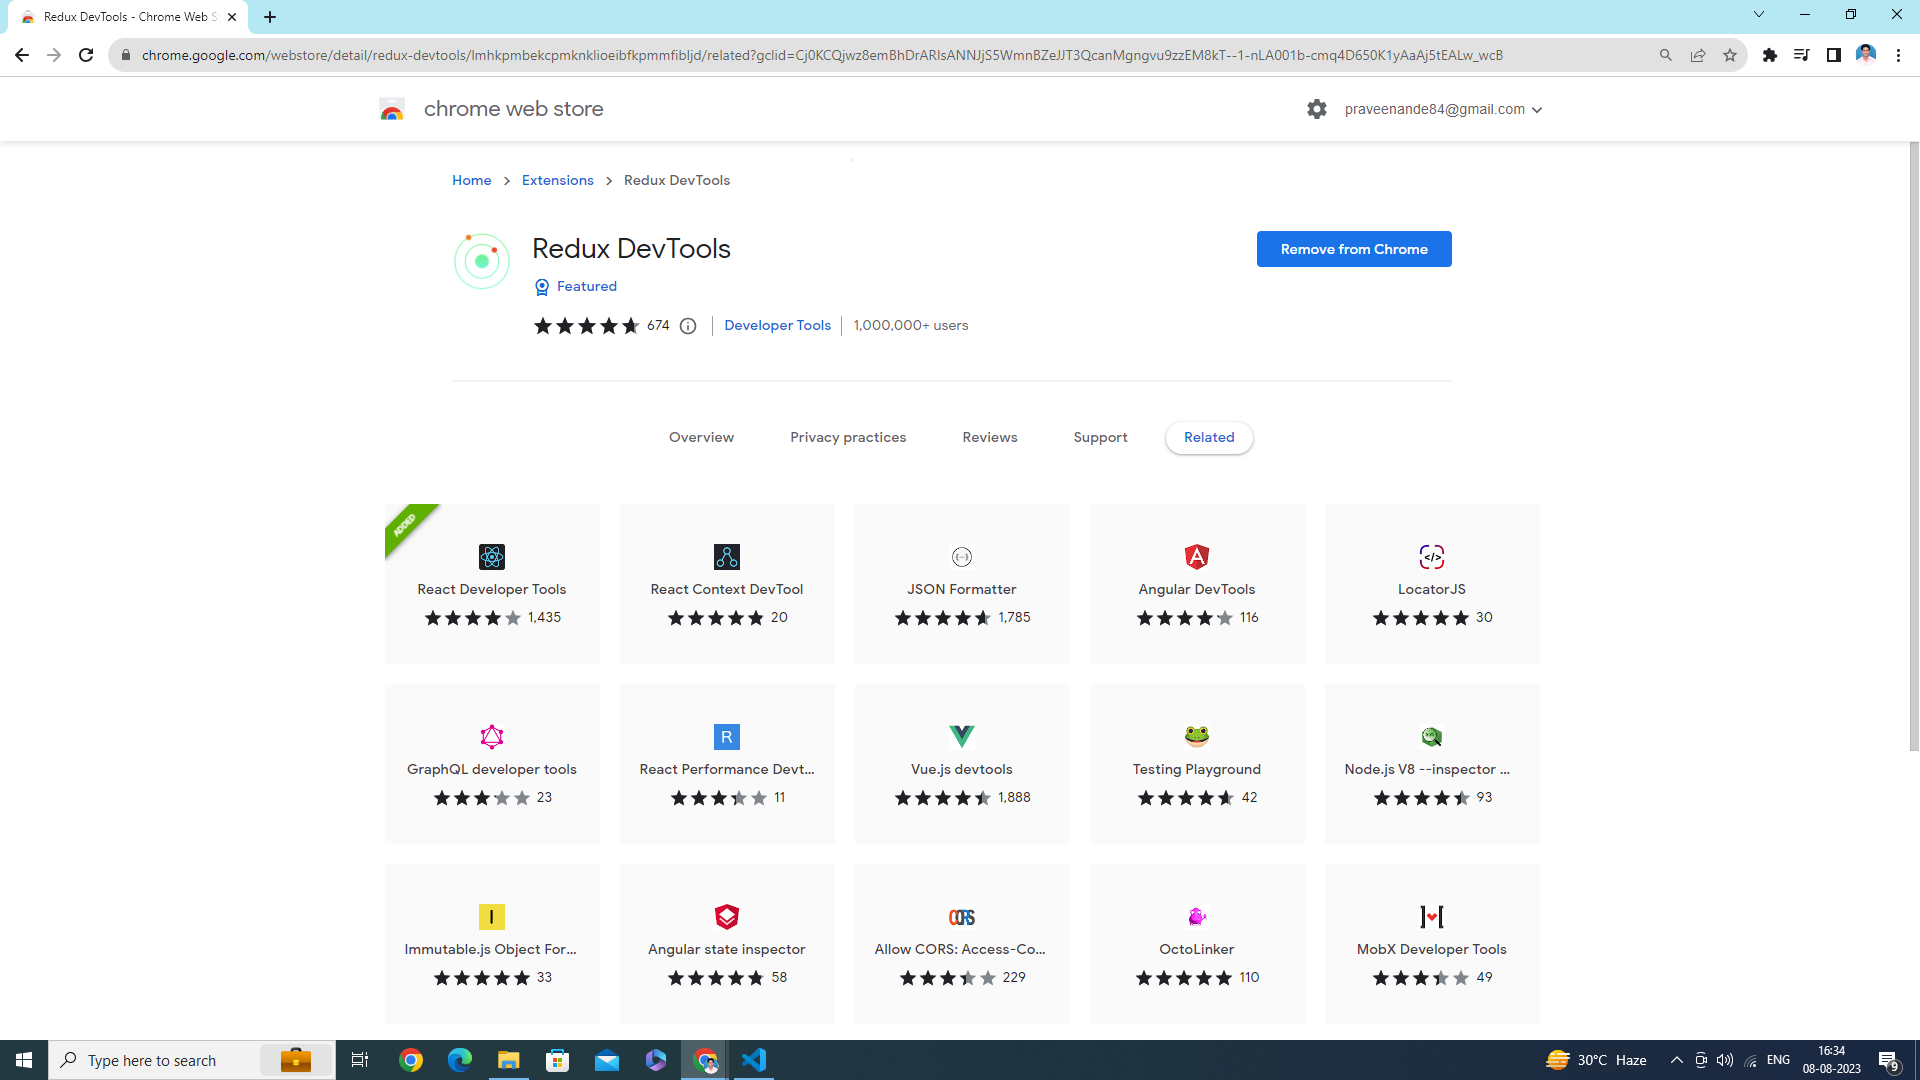 Redux DevTools - Chrome Web S
chrome.google.com/webstore/detail/redux-devtools/lmhkpmbekcpmknklioeibfkpmmfibljd/related?gclid=Cj0KCQjwz8emBhDrARIsANNJjS5WmnBZeJJT3QcanMgngvu9zzEM8kT--1-nLA001b-cmq4D650K1yAaAj5tEALw_wcB
chrome web store
praveenande84@gmail.com
Home > Extensions > Redux DevTools
Redux DevTools
Remove from Chrome
Featured
674
Developer Tools
1,000,000+ users
Overview
Privacy practices
Reviews
Support
Related
ADDED
React Developer Tools
1,435
React Context DevTool
20
JSON Formatter
1,785
Angular DevTools
116
LocatorJS
30
GraphQL developer tools
23
R
React Performance Devt...
11
Vue.js devtools
1,888
Testing Playground
42
Node.js V8 --inspector ...
93
I
Immutable.js Object For...
33
Angular state inspector
58
CORS
Allow CORS: Access-Co...
229
OctoLinker
110
MobX Developer Tools
49
Type here to search
30°C Haze
ENG
16:34
08-08-2023
9